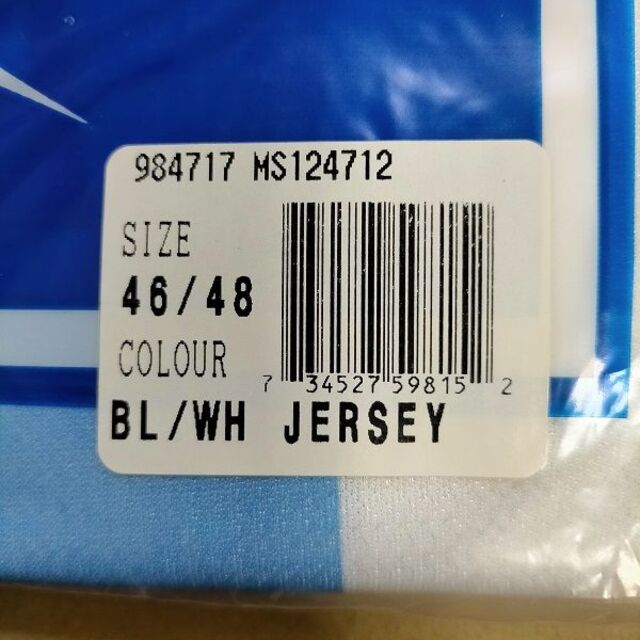 984717 MS124712
SIZE
46/48
COLOUR
7 34527 59815 2
BL/WH JERSEY